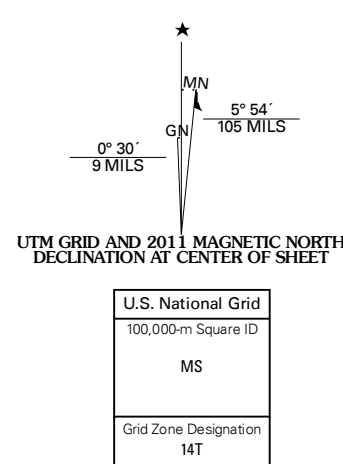 MN
GN
5° 54´
105 MILS
0° 30´
9 MILS
UTM GRID AND 2011 MAGNETIC NORTH
DECLINATION AT CENTER OF SHEET
U.S. National Grid
100,000-m Square ID
MS
Grid Zone Designation
14T